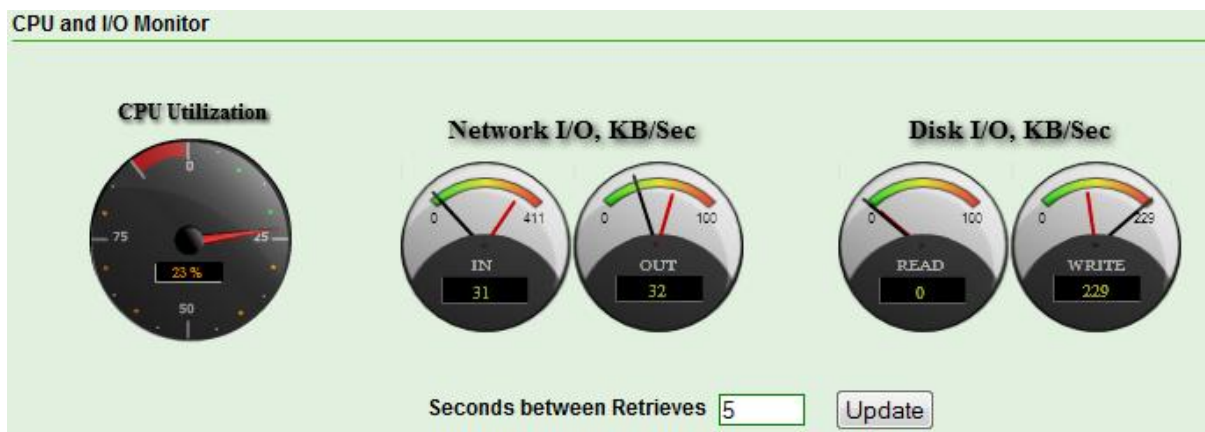 CPU and I/O Monitor
CPU Utilization
0
25
50
75
23 %
Network I/O, KB/Sec
0
411
IN
31
0
100
OUT
32
Disk I/O, KB/Sec
0
100
READ
0
0
229
WRITE
229
Seconds between Retrieves 5 Update